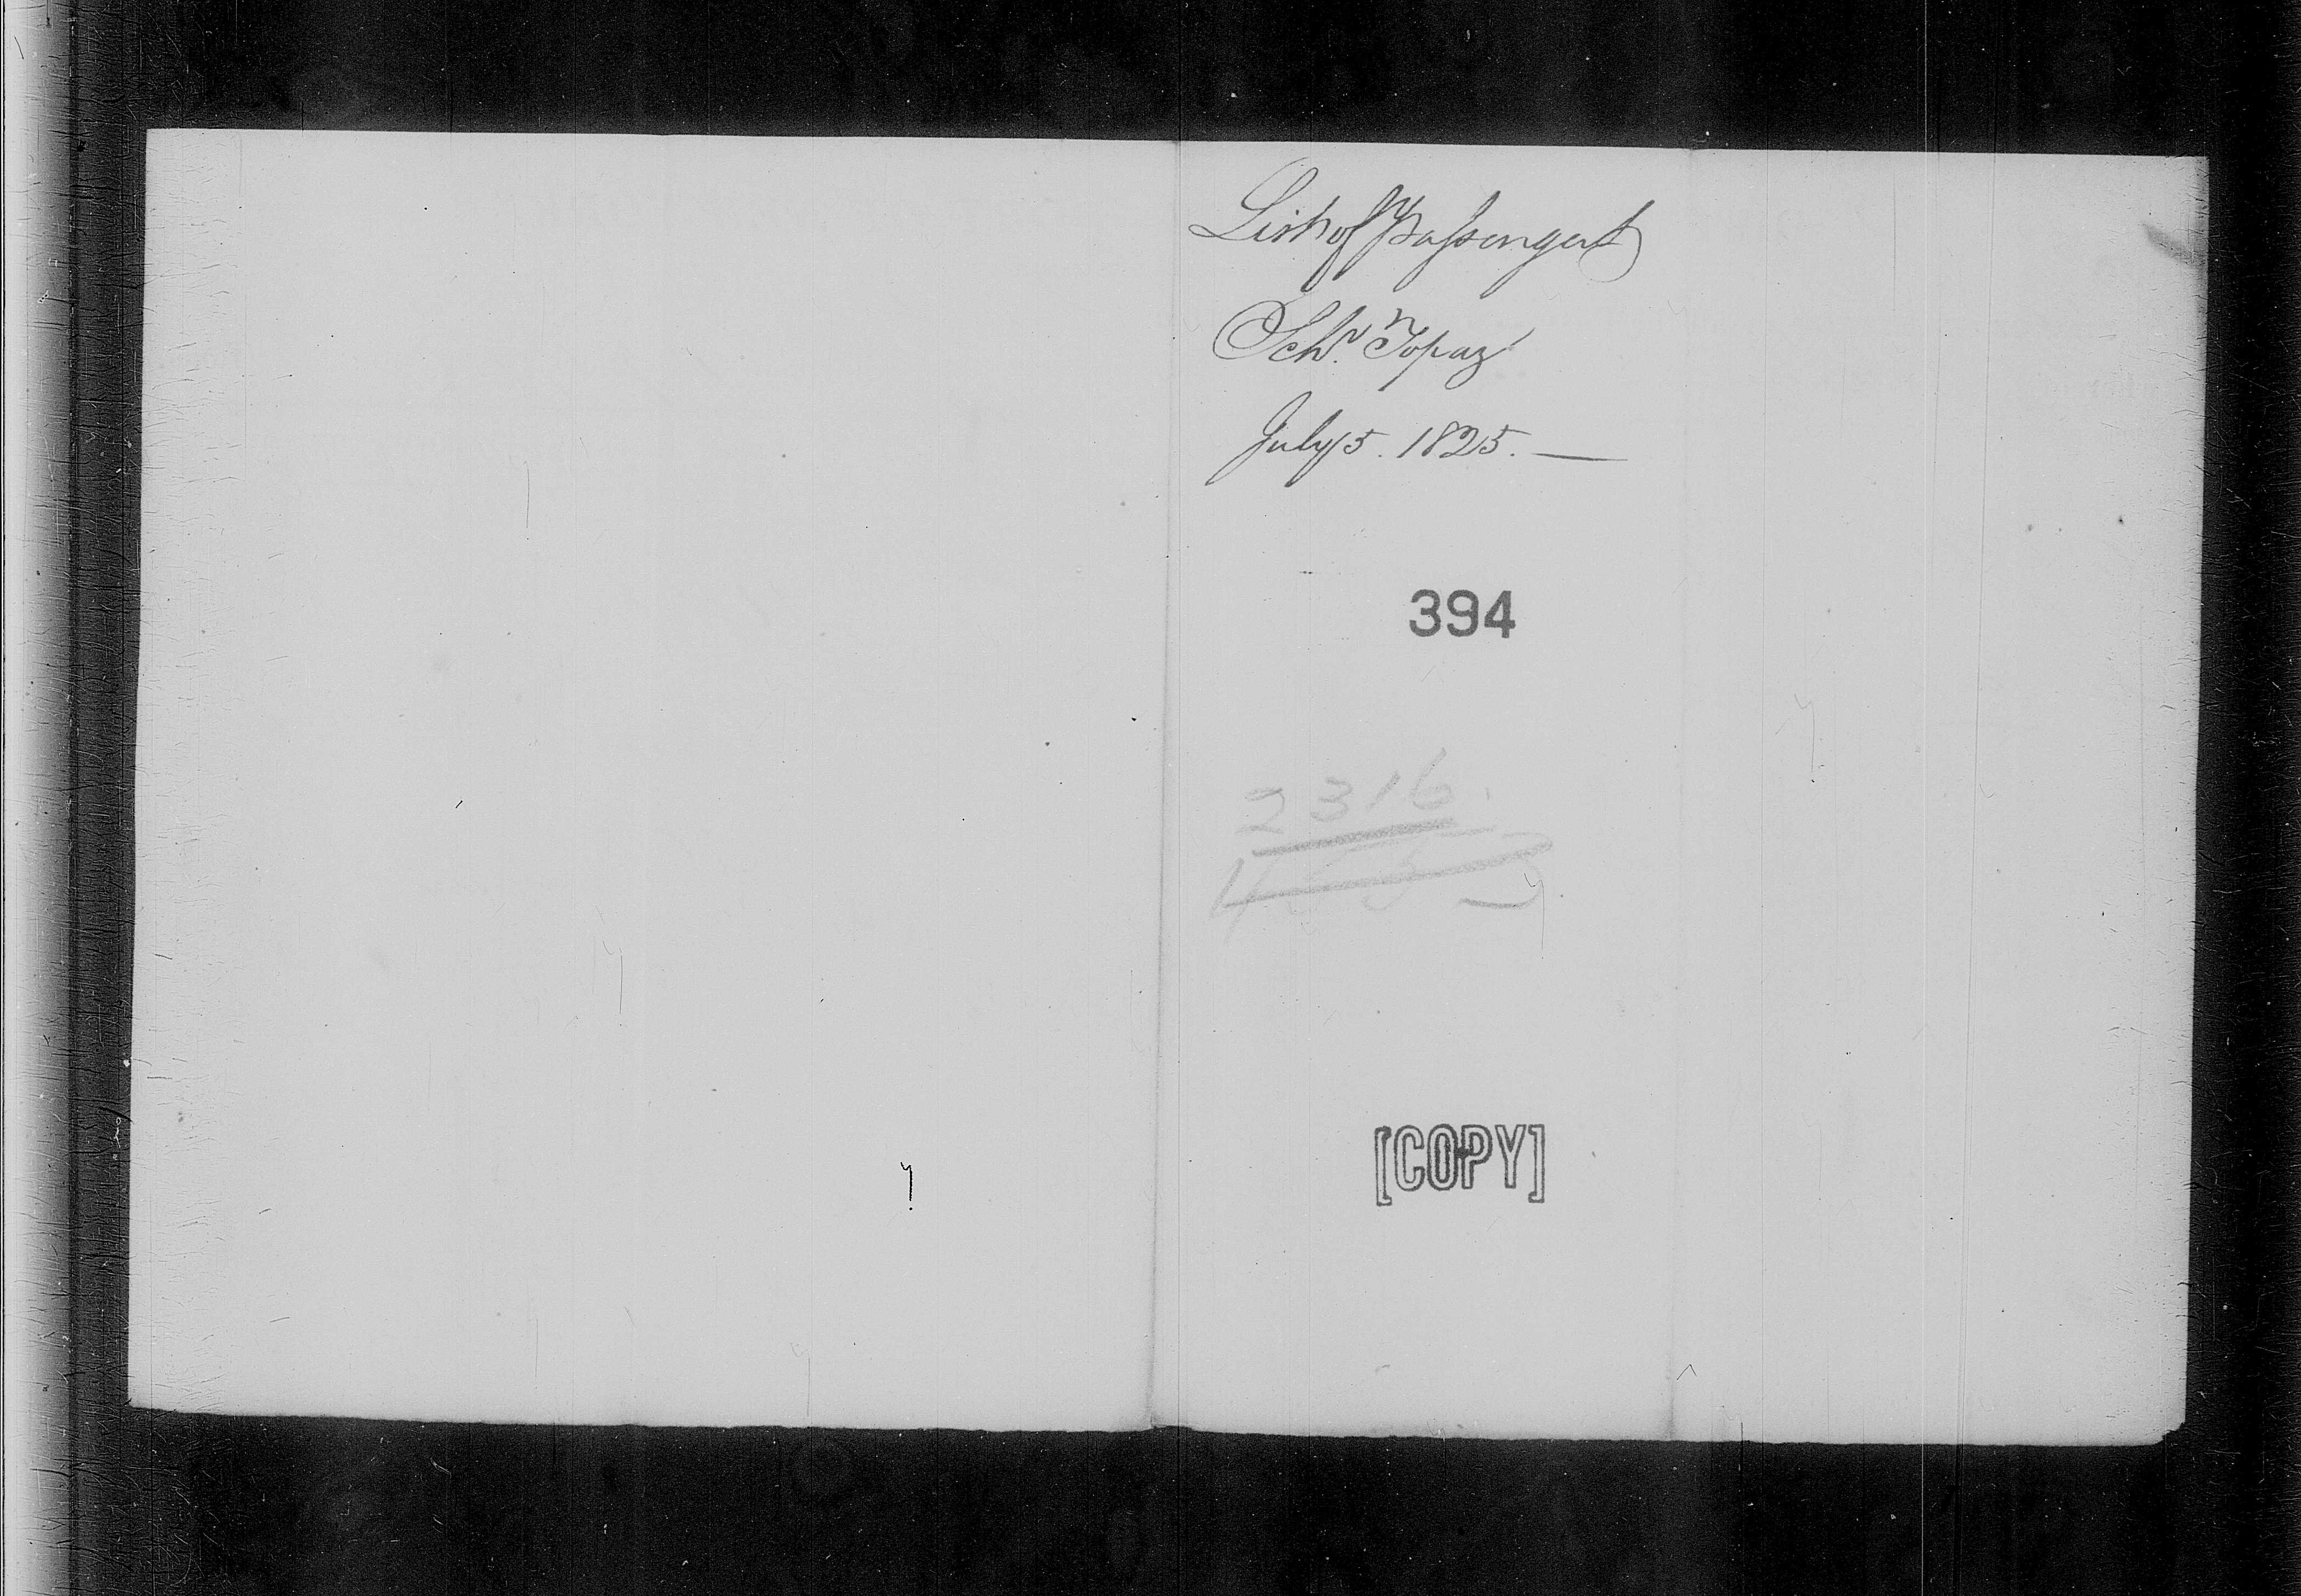 List of Passengers
Schr. Topaz
July 5. 1825. —
394
2316.
[COPY]